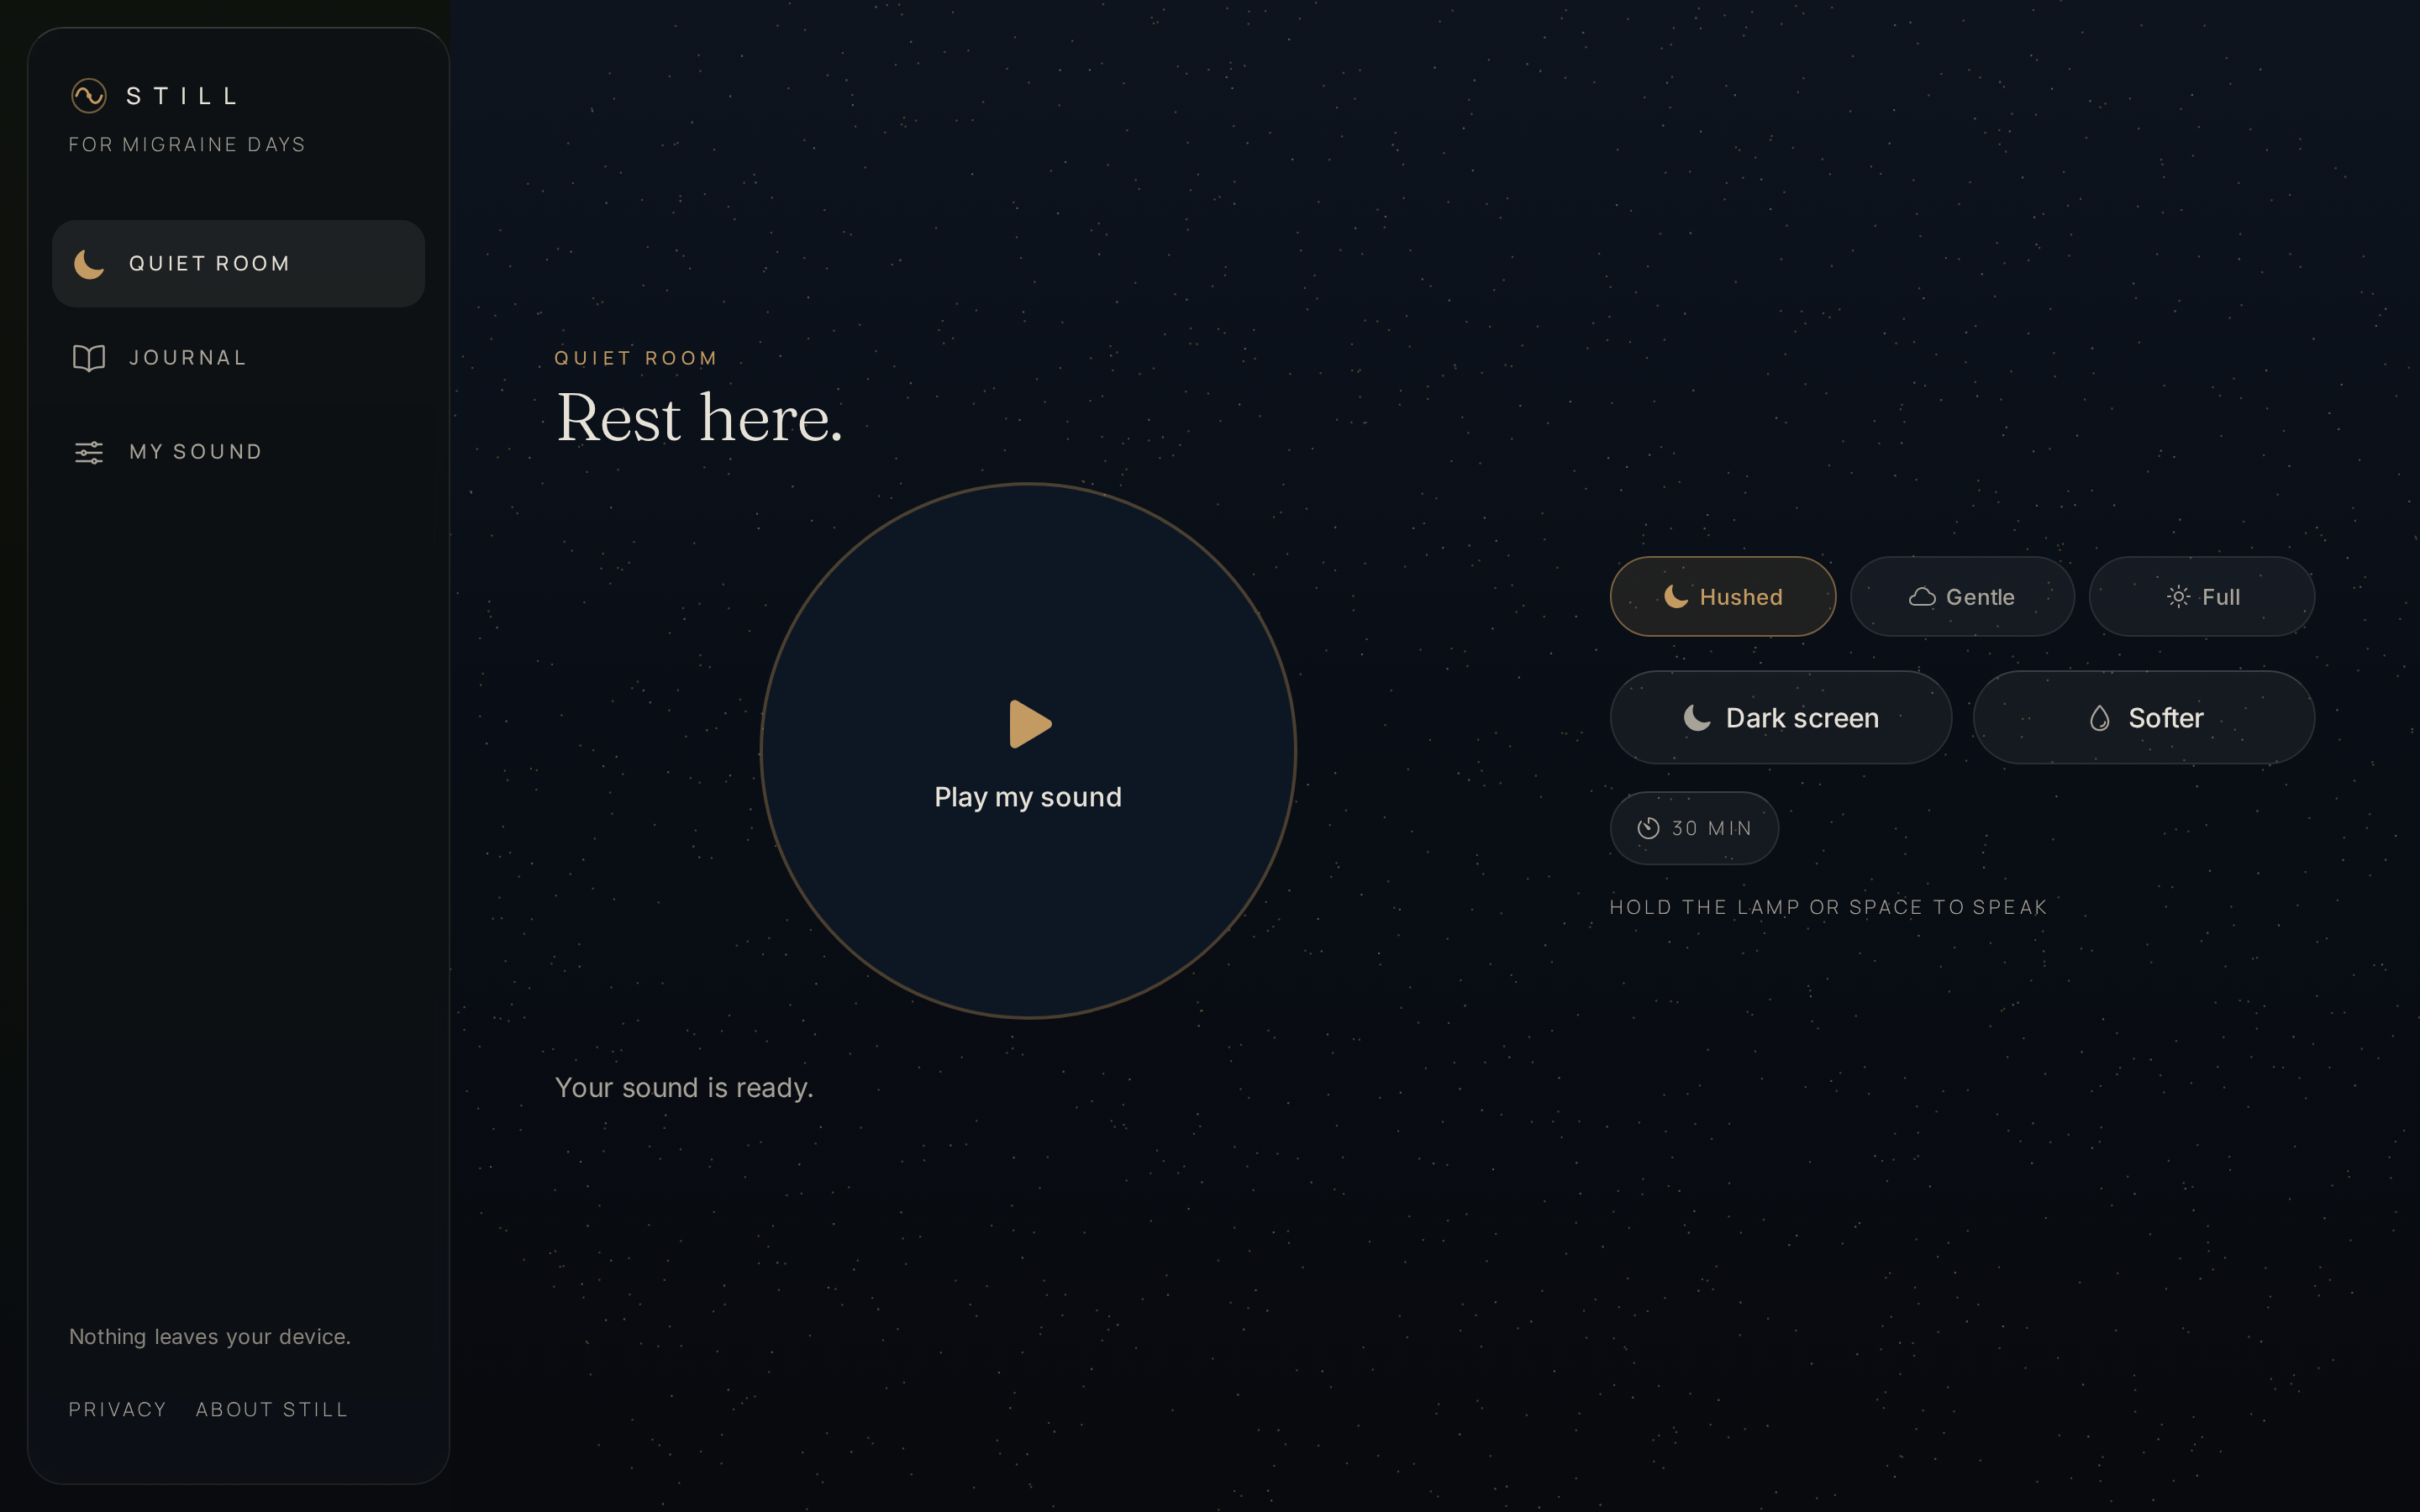 STILL
FOR MIGRAINE DAYS
QUIET ROOM
JOURNAL
MY SOUND
Nothing leaves your device.
PRIVACY ABOUT STILL
QUIET ROOM
Rest here.
Play my sound
Your sound is ready.
Hushed Gentle Full
Dark screen Softer
30 MIN
HOLD THE LAMP OR SPACE TO SPEAK